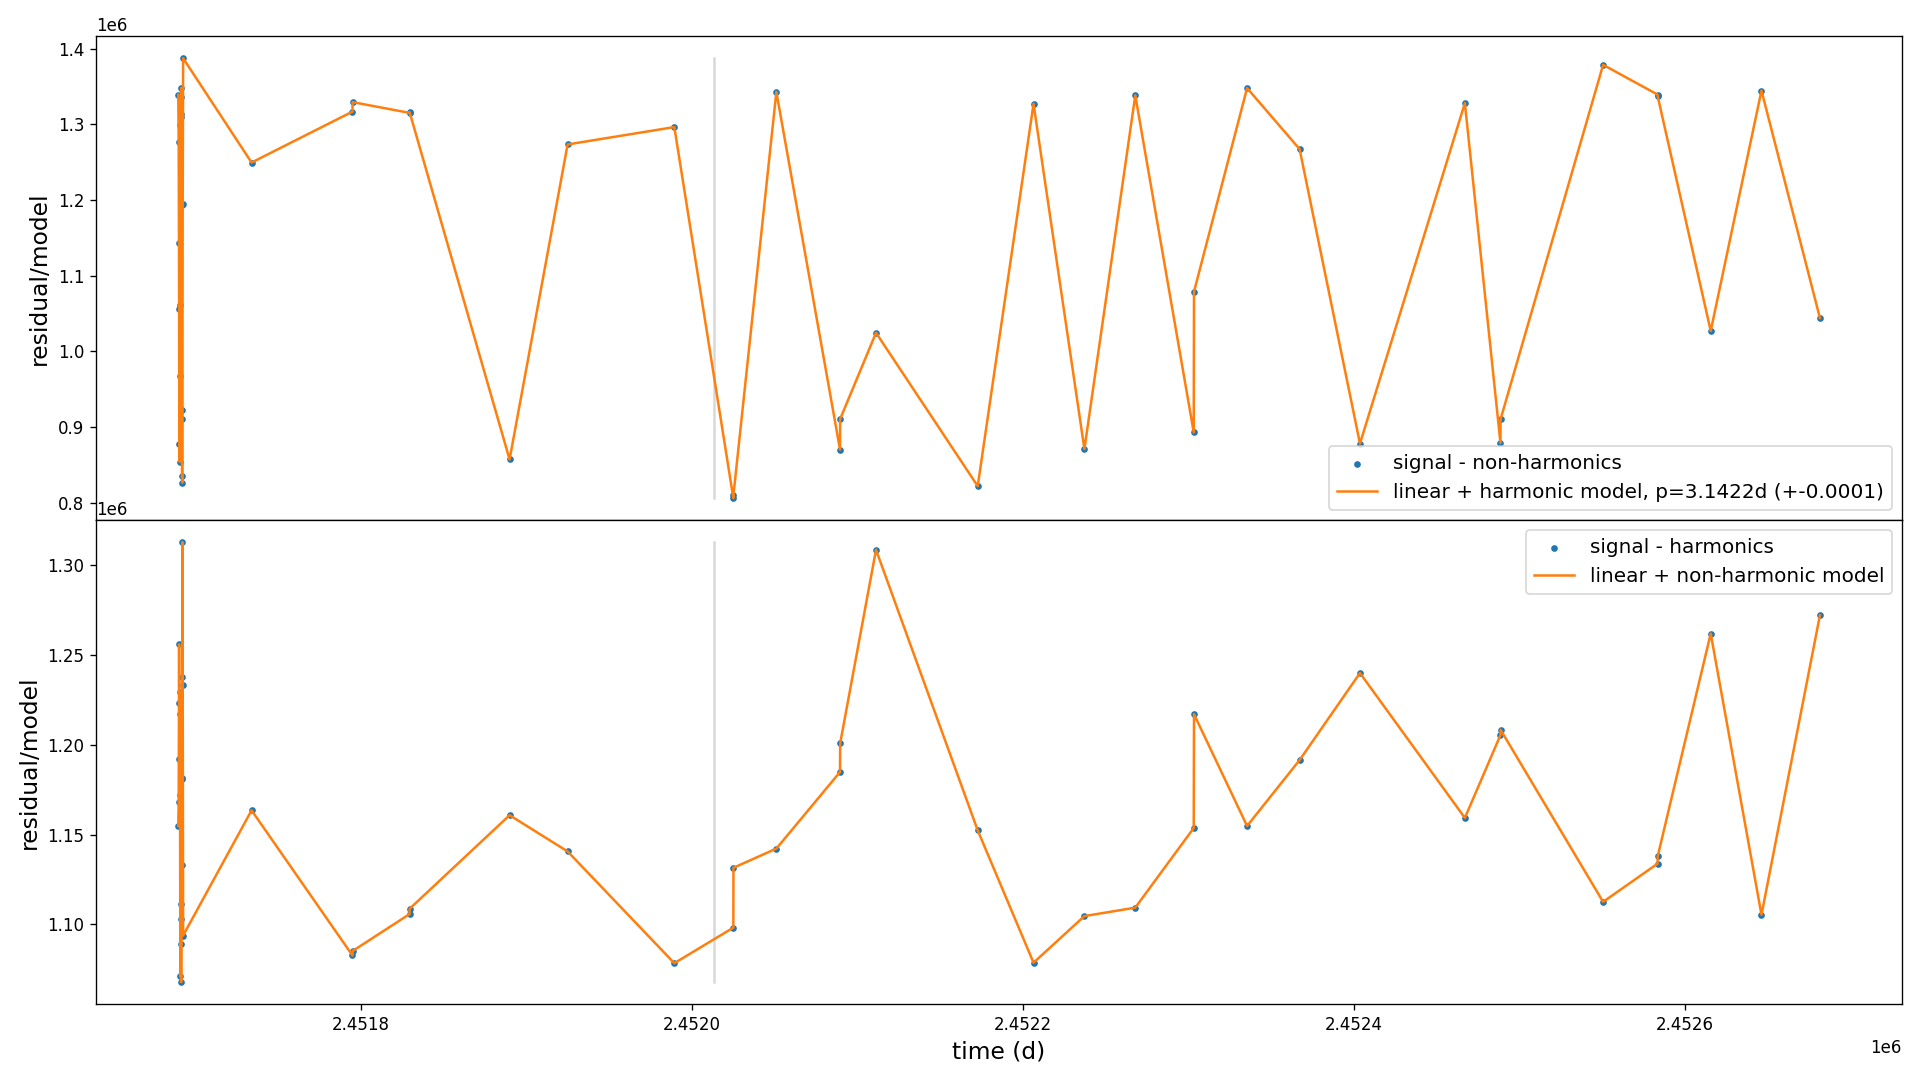 1e6
1.4
1.3
1.2
1.1
1.0
0.9
0.8
residual/model
signal - non-harmonics
linear + harmonic model, p=3.1422d (+-0.0001)
1e6
1.30
1.25
1.20
1.15
1.10
residual/model
signal - harmonics
linear + non-harmonic model
2.4518
2.4520
2.4522
2.4524
2.4526
time (d)
1e6